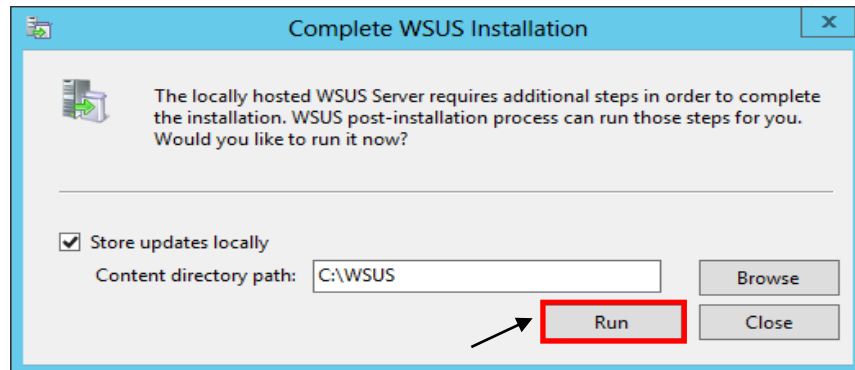 Complete WSUS Installation
x
The locally hosted WSUS Server requires additional steps in order to complete
the installation. WSUS post-installation process can run those steps for you.
Would you like to run it now?
Store updates locally
Content directory path: C:\WSUS Browse
Run Close